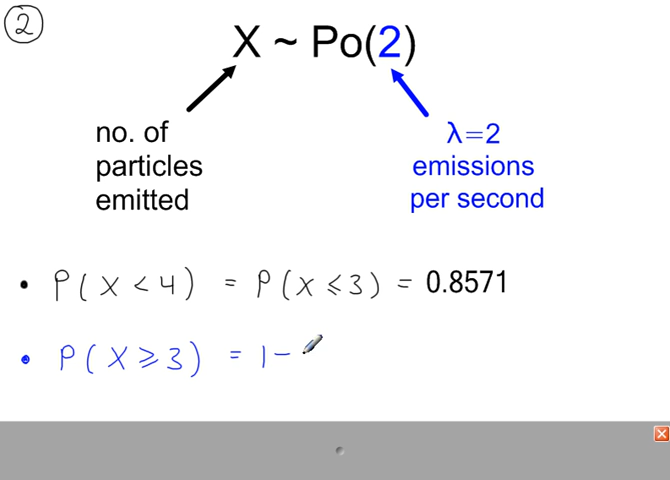 2
X ~ Po(2)
no. of
particles
emitted
λ=2
emissions
per second
• P(X < 4) = P(X ≤ 3) = 0.8571
• P(X ≥ 3) = 1 –